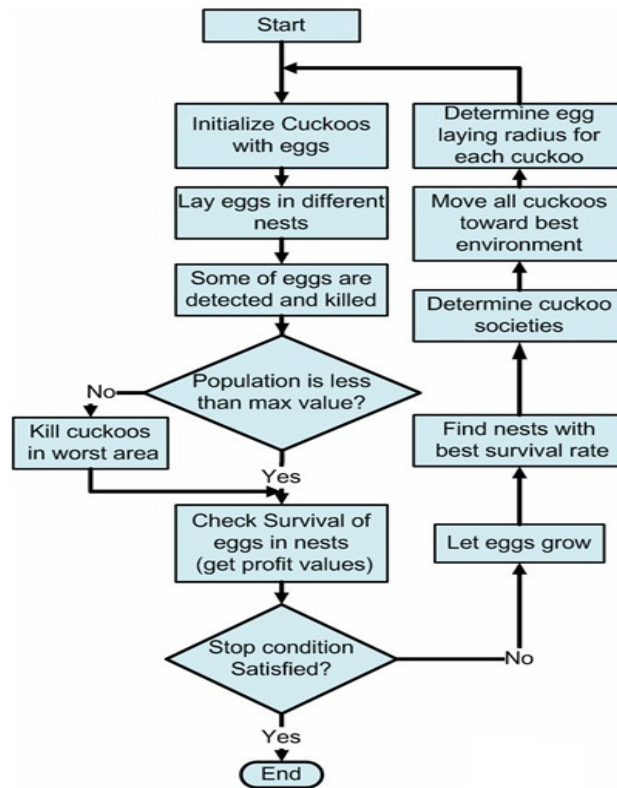 Start
Initialize Cuckoos
with eggs
Lay eggs in different
nests
Some of eggs are
detected and killed
Population is less
than max value?
No
Kill cuckoos
in worst area
Yes
Check Survival of
eggs in nests
(get profit values)
Stop condition
Satisfied?
Yes
End
No
Let eggs grow
Find nests with
best survival rate
Determine cuckoo
societies
Move all cuckoos
toward best
environment
Determine egg
laying radius for
each cuckoo